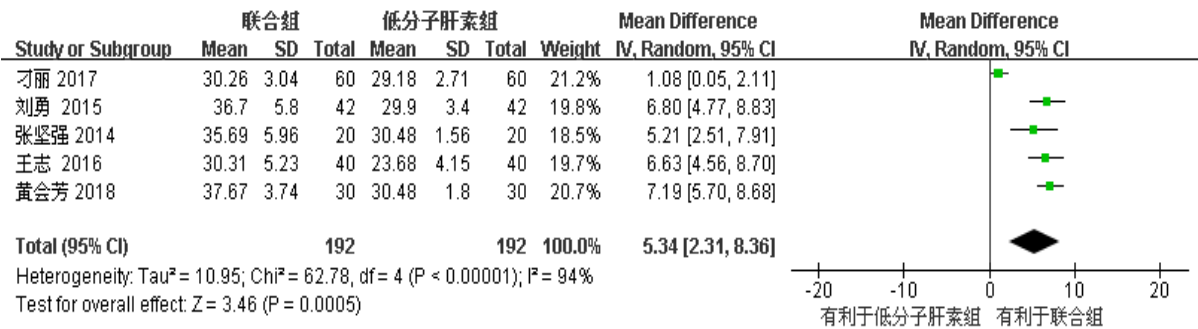 联合组 低分子肝素组 Mean Difference Mean Difference
Study or Subgroup Mean SD Total Mean SD Total Weight IV, Random, 95% CI IV, Random, 95% CI
刁丽 2017 30.26 3.04 60 29.18 2.71 60 21.2% 1.08 [0.05, 2.11]
刘勇 2015 36.7 5.8 42 29.9 3.4 42 19.8% 6.80 [4.77, 8.83]
张坚强 2014 35.69 5.96 20 30.48 1.56 20 18.5% 5.21 [2.51, 7.91]
王志 2016 30.31 5.23 40 23.68 4.15 40 19.7% 6.63 [4.56, 8.70]
黄会芳 2018 37.67 3.74 30 30.48 1.8 30 20.7% 7.19 [5.70, 8.68]
Total (95% CI) 192 192 100.0% 5.34 [2.31, 8.36]
Heterogeneity: Tau² = 10.95; Chi² = 62.78, df = 4 (P < 0.00001); I² = 94%
Test for overall effect: Z = 3.46 (P = 0.0005)
-20 -10 0 10 20
有利于低分子肝素组 有利于联合组